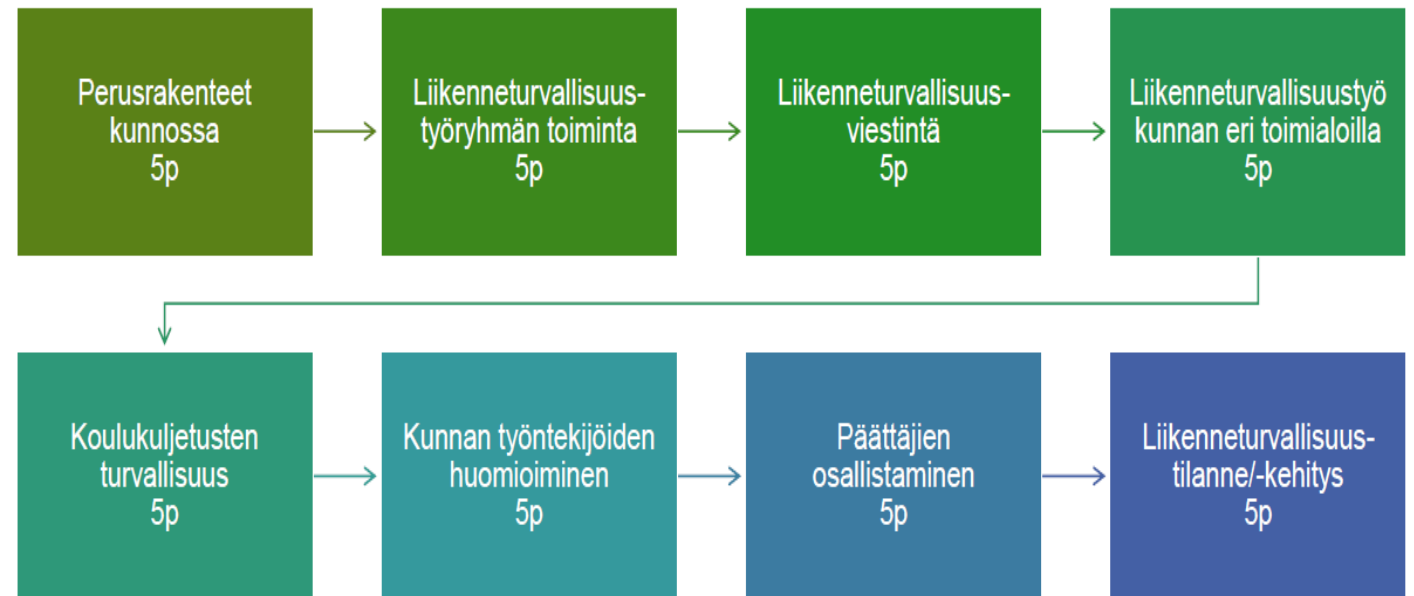 Perusrakenteet
kunnossa
5p
Liikenneturvallisuus-
työryhmän toiminta
5p
Liikenneturvallisuus-
viestintä
5p
Liikenneturvallisuustyö
kunnan eri toimialoilla
5p
Koulukuljetusten
turvallisuus
5p
Kunnan työntekijöiden
huomioiminen
5p
Päättäjien
osallistaminen
5p
Liikenneturvallisuus-
tilanne/-kehitys
5p